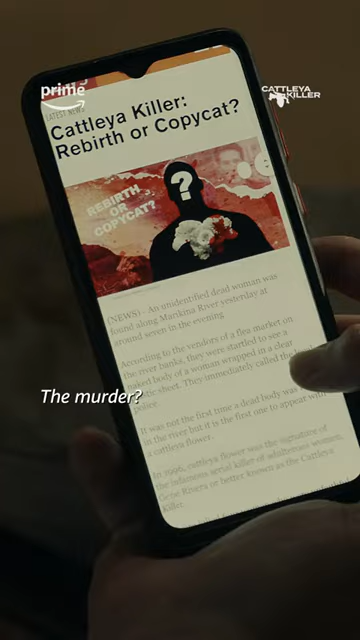 prime
CATTLEYA
KILLER
LATEST NEWS
Cattleya Killer:
Rebirth or Copycat?
REBIRTH
OR
COPYCAT?
?
(NEWS) - An unidentified dead woman was
found along Marikina River yesterday at
around seven in the evening
According to the vendors of a flea market on
the river banks, they were startled to see a
naked body of a woman wrapped in a clear
sheet. They immediately called the
police.
The murder?
It was not the first time a dead body was
in the river but it is the first one to appear with
a cattleya flower.
In 1996, cattleya flower was the signature of
the infamous serial killer of adulterous women,
Gene Rivera or better known as the Cattleya
Killer.